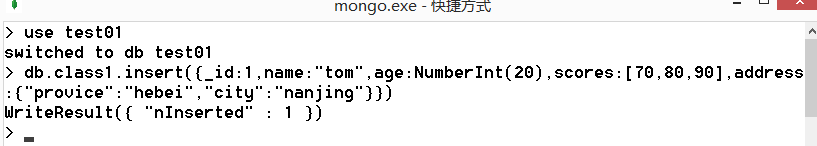 mongo.exe - 快捷方式
> use test01
switched to db test01
> db.class1.insert({_id:1,name:"tom",age:NumberInt(20),scores:[70,80,90],address
:{"provice":"hebei","city":"nanjing"}})
WriteResult({ "nInserted" : 1 })
>